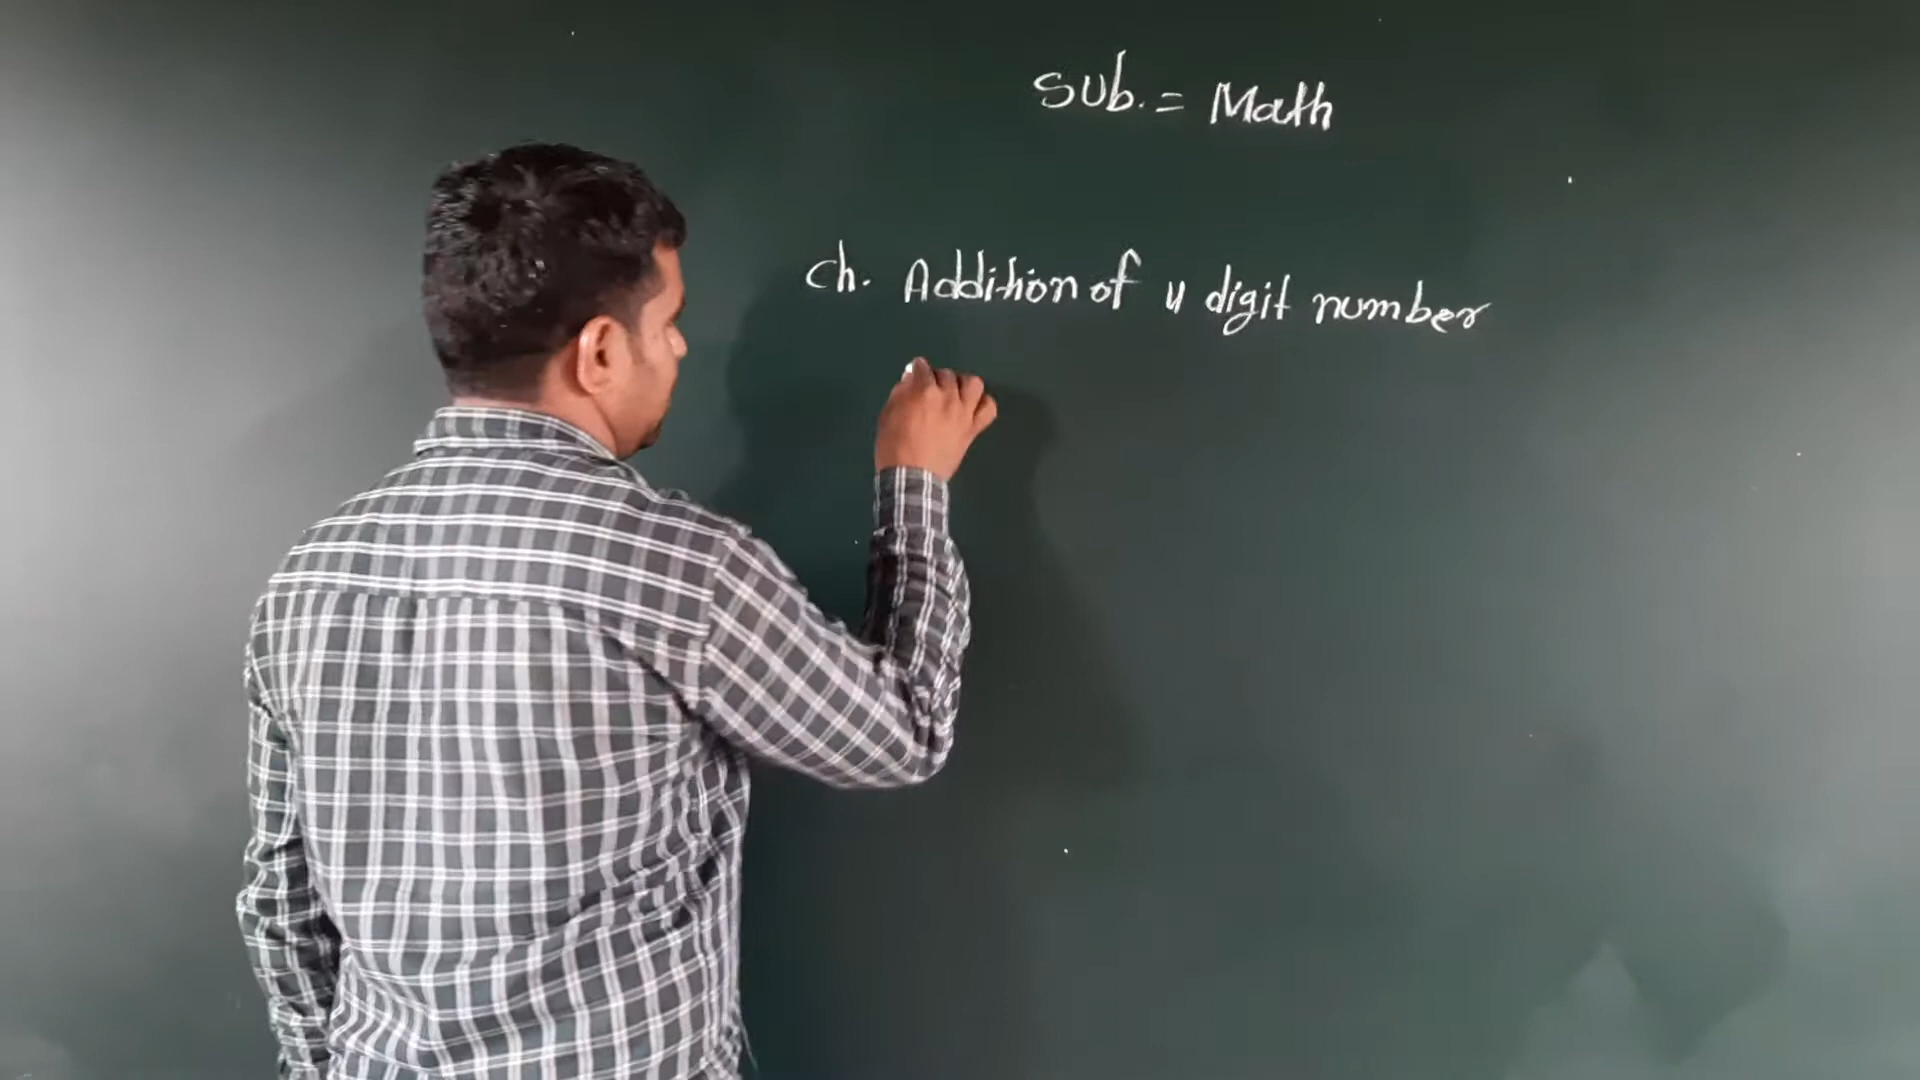 Sub. = Math
Ch. Addition of 4 digit number